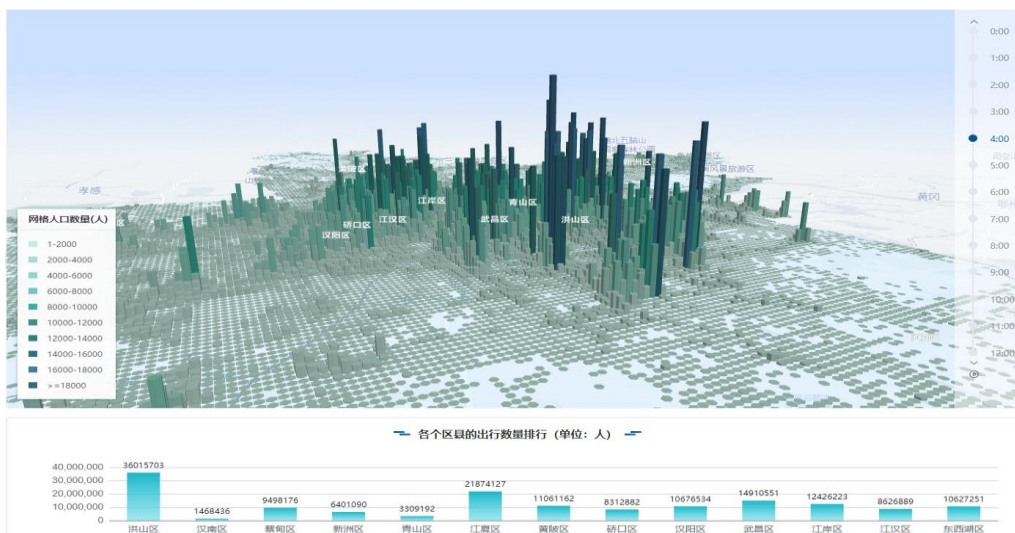 0:00
1:00
2:00
3:00
4:00
5:00
6:00
7:00
8:00
9:00
10:00
11:00
12:00
孝感
黄冈
黄陂区
新洲区
江岸区
青山区
江汉区
武昌区
洪山区
硚口区
汉阳区
网格人口数量(人)
1-2000
2000-4000
4000-6000
6000-8000
8000-10000
10000-12000
12000-14000
14000-16000
16000-18000
>=18000
各个区县的出行数量排行 (单位：人)
40,000,000
30,000,000
20,000,000
10,000,000
0
36015703
1468436
9498176
6401090
3309192
21874127
11061162
8312882
10676534
14910551
12426223
8626889
10627251
洪山区
汉南区
蔡甸区
新洲区
青山区
江夏区
黄陂区
硚口区
汉阳区
武昌区
江岸区
江汉区
东西湖区